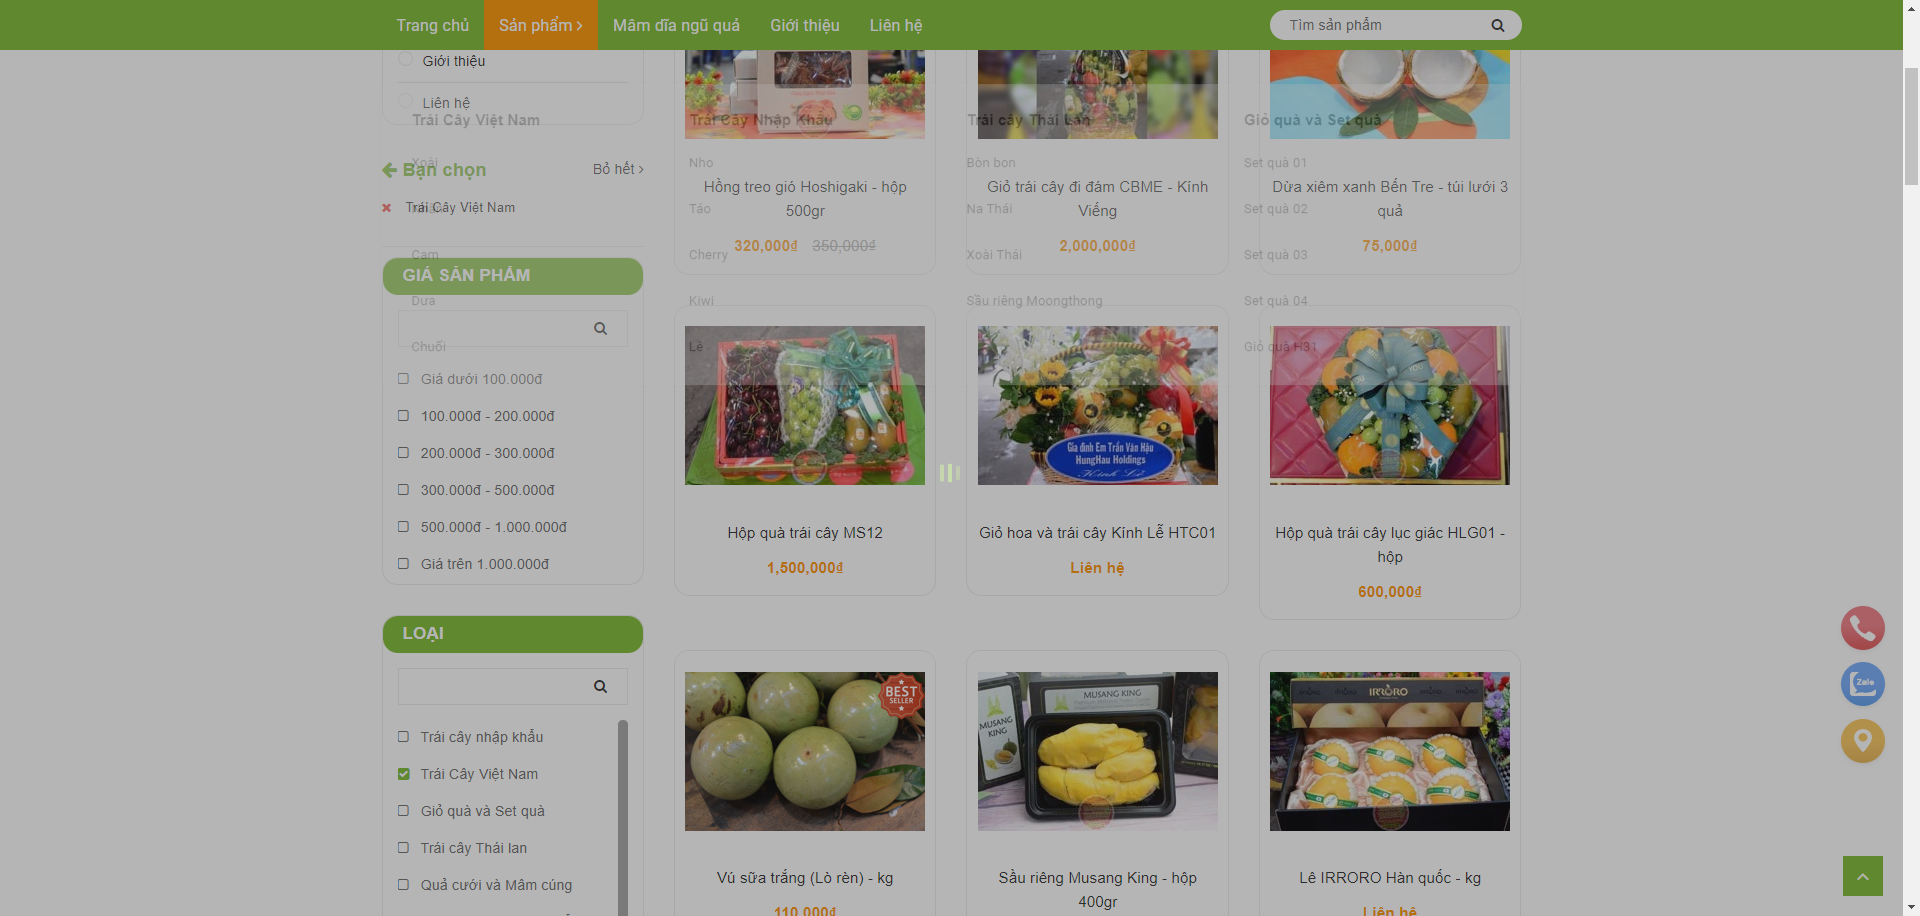 Trang chủ
Sản phẩm
Mâm dĩa ngũ quả
Giới thiệu
Liên hệ
Tìm sản phẩm
Giới thiệu
Liên hệ
Trái Cây Việt Nam
Trái Cây Nhập Khẩu
Trái cây Thái Lan
Giỏ quà và Set quà
Xoài
Nho
Bòn bon
Set quà 01
Bạn chọn
Bỏ hết
Hồng treo gió Hoshigaki - hộp
500gr
Giỏ trái cây đi đám CBME - Kính
Viếng
Dừa xiêm xanh Bến Tre - túi lưới 3
quả
Trái Cây Việt Nam
Táo
Na Thái
Set quà 02
320,000₫ 350,000₫
2,000,000₫
75,000₫
Cam
Cherry
Xoài Thái
Set quà 03
GIÁ SẢN PHẨM
Dưa
Kiwi
Sầu riêng Moongthong
Set quà 04
Chuối
Lê
Giỏ quà H31
Giá dưới 100.000đ
100.000đ - 200.000đ
200.000đ - 300.000đ
300.000đ - 500.000đ
500.000đ - 1.000.000đ
Giá trên 1.000.000đ
Gia đình Em Trần Văn Hậu
HungHau Holdings
Kính Lễ
Hộp quà trái cây MS12
1,500,000₫
Giỏ hoa và trái cây Kính Lễ HTC01
Liên hệ
Hộp quà trái cây lục giác HLG01 -
hộp
600,000₫
LOẠI
Trái cây nhập khẩu
Trái Cây Việt Nam
Giỏ quà và Set quà
Trái cây Thái lan
Quả cưới và Mâm cúng
BEST
SELLER
MUSANG KING
MUSANG
KING
IRRORO
Vú sữa trắng (Lò rèn) - kg
110,000₫
Sầu riêng Musang King - hộp
400gr
Lê IRRORO Hàn quốc - kg
Liên hệ
Zalo